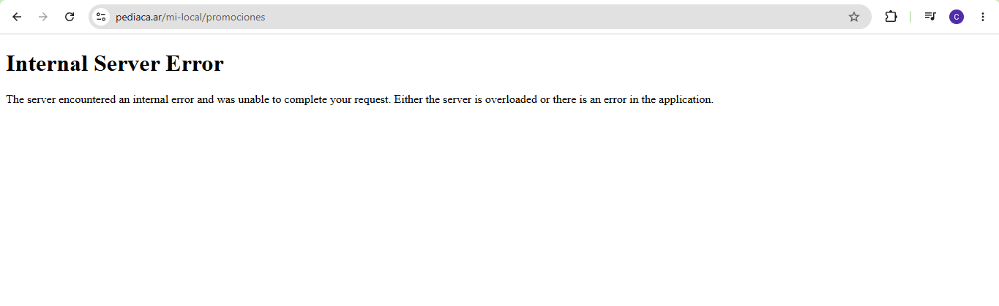 pediaca.ar/mi-local/promociones
C
Internal Server Error
The server encountered an internal error and was unable to complete your request. Either the server is overloaded or there is an error in the application.